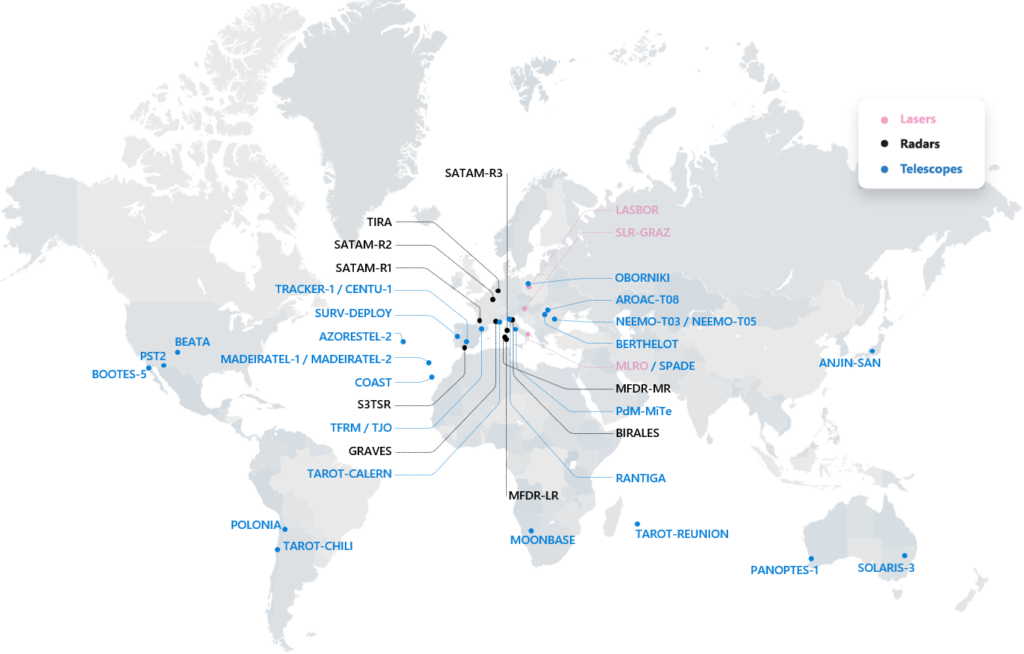 Lasers
Radars
Telescopes
SATAM-R3
TIRA
SATAM-R2
SATAM-R1
TRACKER-1 / CENTU-1
SURV-DEPLOY
AZORESTEL-2
MADEIRATEL-1 / MADEIRATEL-2
COAST
S3TSR
TFRM / TJO
GRAVES
TAROT-CALERN
LASBOR
SLR-GRAZ
OBORNIKI
AROAC-T08
NEEMO-T03 / NEEMO-T05
BERTHELOT
MLRO / SPADE
MFDR-MR
PdM-MiTe
BIRALES
RANTIGA
MFDR-LR
BEATA
PST2
BOOTES-5
ANJIN-SAN
POLONIA
TAROT-CHILI
MOONBASE
TAROT-REUNION
PANOPTES-1
SOLARIS-3